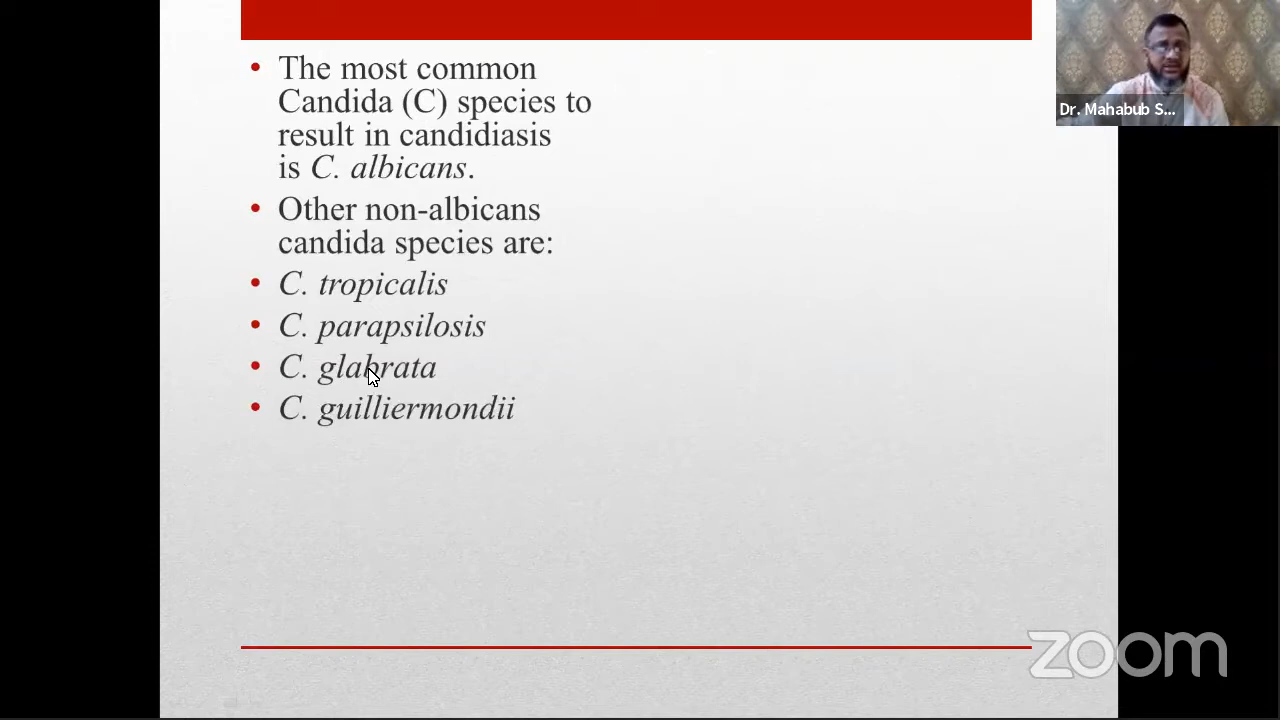 • The most common
Candida (C) species to
result in candidiasis
is C. albicans.
• Other non-albicans
candida species are:
• C. tropicalis
• C. parapsilosis
• C. glabrata
• C. guilliermondii
Dr. Mahabub S...
zoom